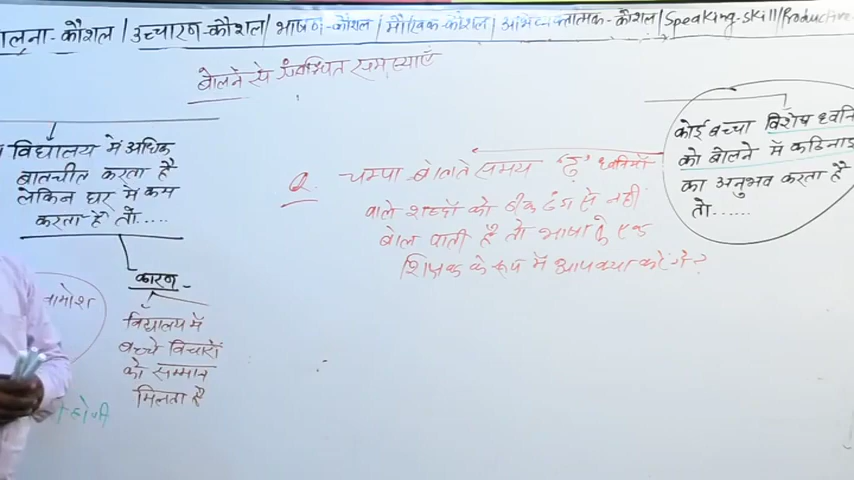 लना-कौशल / उच्चारण-कौशल / भाषण-कौशल / मौखिक-कौशल / अभिव्यक्तात्मक-कौशल / Speaking-Skill / Productive
बोलने से संबन्धित समस्याएँ
विद्यालय में अधिक
बातचीत करता है
लेकिन घर में कम
करता है तो.....
कारण
विद्यालय में
बच्चे विचारों
को सम्मान
मिलता है
खामोश
होगी
Q. चम्पा बोलते समय 'ढ़' ध्वनियों
वाले शब्दों को ठीक ढंग से नहीं
बोल पाती है तो भाषा के एक
शिक्षक के रूप में आप क्या करेंगे?
कोई बच्चा विशेष ध्वनि
को बोलने में कठिनाई
का अनुभव करता है
तो......